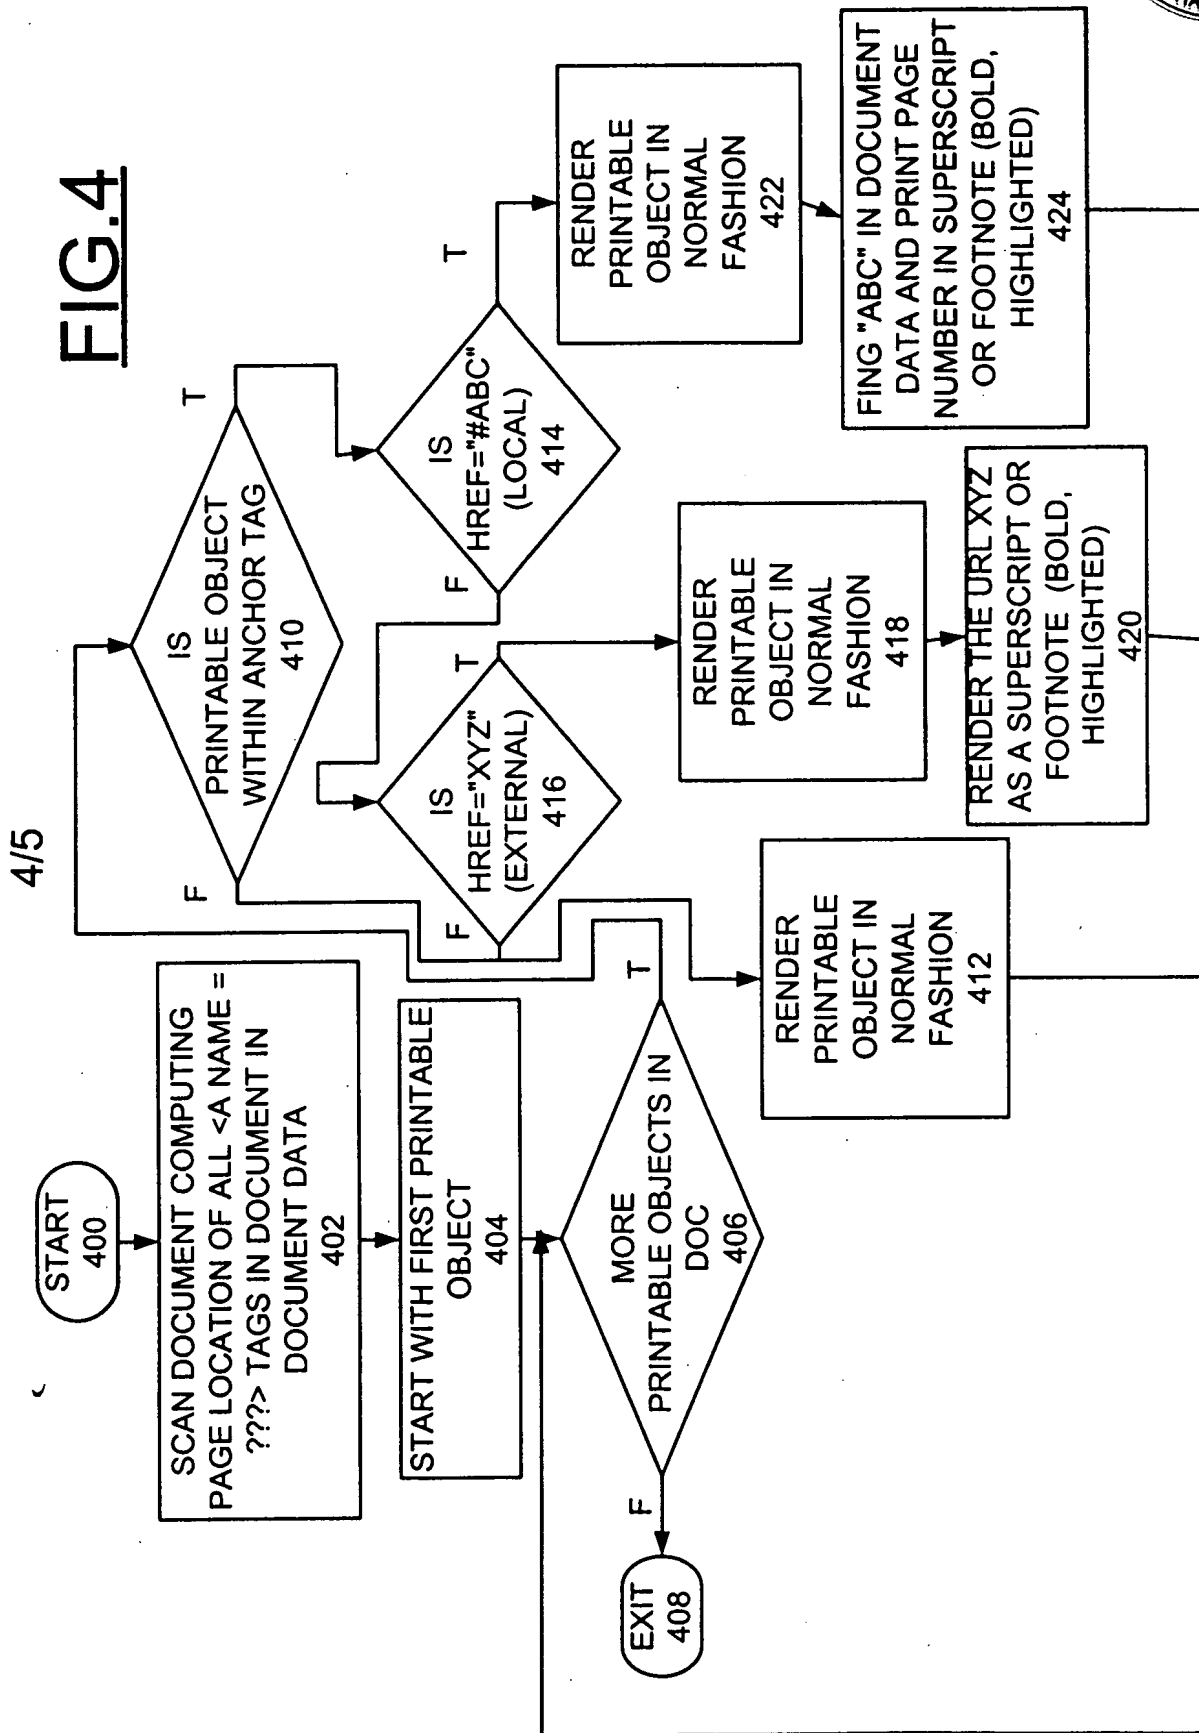 4/5
FIG.4
START
400
SCAN DOCUMENT COMPUTING
PAGE LOCATION OF ALL <A NAME =
???> TAGS IN DOCUMENT IN
DOCUMENT DATA
402
START WITH FIRST PRINTABLE
OBJECT
404
MORE
PRINTABLE OBJECTS IN
DOC
406
F
T
EXIT
408
IS
PRINTABLE OBJECT
WITHIN ANCHOR TAG
410
F
T
RENDER
PRINTABLE
OBJECT IN
NORMAL
FASHION
412
IS
HREF="#ABC"
(LOCAL)
414
F
T
IS
HREF="XYZ"
(EXTERNAL)
416
F
T
RENDER
PRINTABLE
OBJECT IN
NORMAL
FASHION
418
RENDER THE URL XYZ
AS A SUPERSCRIPT OR
FOOTNOTE (BOLD,
HIGHLIGHTED)
420
RENDER
PRINTABLE
OBJECT IN
NORMAL
FASHION
422
FING "ABC" IN DOCUMENT
DATA AND PRINT PAGE
NUMBER IN SUPERSCRIPT
OR FOOTNOTE (BOLD,
HIGHLIGHTED)
424